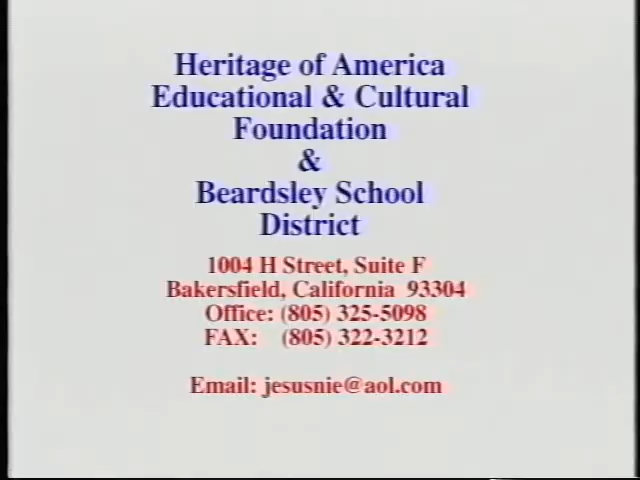 Heritage of America
Educational & Cultural
Foundation
&
Beardsley School
District
1004 H Street, Suite F
Bakersfield, California 93304
Office: (805) 325-5098
FAX: (805) 322-3212
Email: jesusnie@aol.com